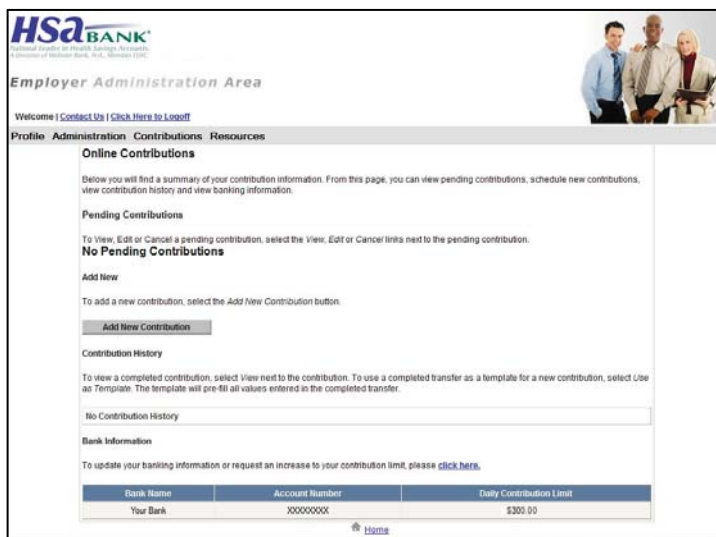 HSA BANK
National Leader in Health Savings Accounts.
A Division of Webster Bank, N.A., Member FDIC
Employer Administration Area
Welcome | Contact Us | Click Here to Logoff
Profile Administration Contributions Resources
Online Contributions
Below you will find a summary of your contribution information. From this page, you can view pending contributions, schedule new contributions,
view contribution history and view banking information.
Pending Contributions
To View, Edit or Cancel a pending contribution, select the View, Edit or Cancel links next to the pending contribution.
No Pending Contributions
Add New
To add a new contribution, select the Add New Contribution button.
Add New Contribution
Contribution History
To view a completed contribution, select View next to the contribution. To use a completed transfer as a template for a new contribution, select Use
as Template. The template will pre-fill all values entered in the completed transfer.
No Contribution History
Bank Information
To update your banking information or request an increase to your contribution limit, please click here.
Bank Name Account Number Daily Contribution Limit
Your Bank XXXXXXXX $300.00
Home